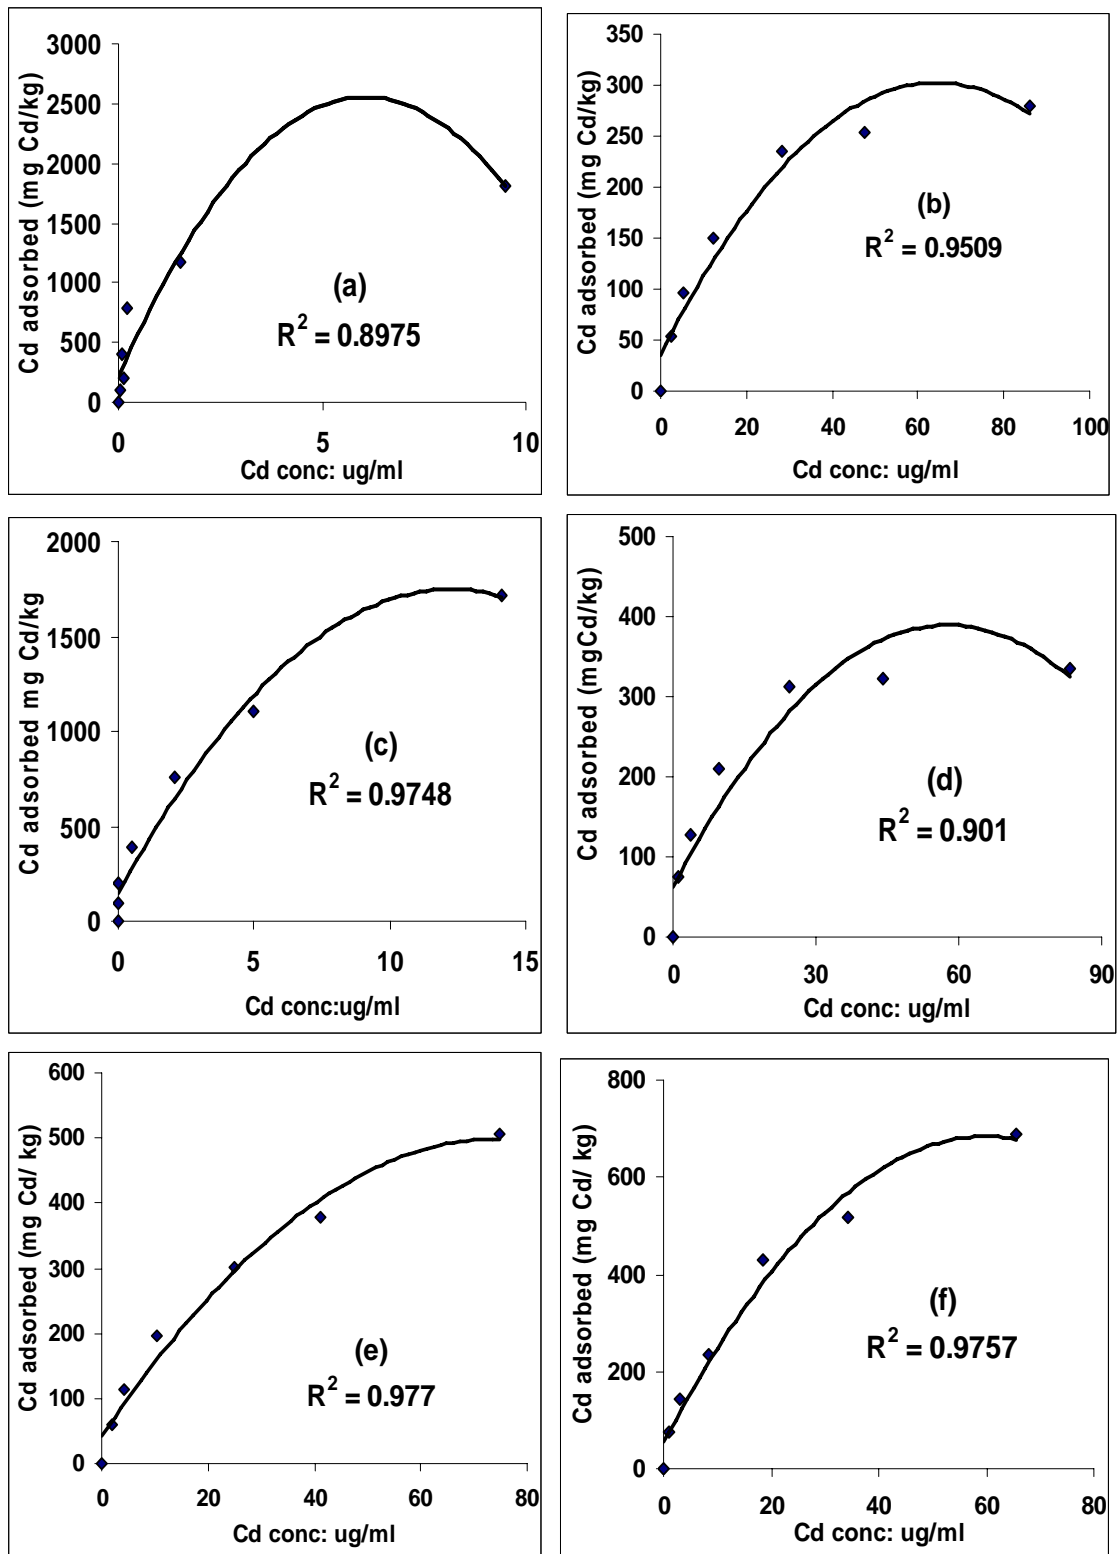 Cd adsorbed (mg Cd/kg)
3000
2500
2000
1500
1000
500
0
0 5 10
Cd conc: ug/ml
(a)
R² = 0.8975
Cd adsorbed (mg Cd/kg)
350
300
250
200
150
100
50
0
0 20 40 60 80 100
Cd conc: ug/ml
(b)
R² = 0.9509
Cd adsorbed mg Cd/kg
2000
1500
1000
500
0
0 5 10 15
Cd conc:ug/ml
(c)
R² = 0.9748
Cd adsorbed (mgCd/kg)
500
400
300
200
100
0
0 30 60 90
Cd conc: ug/ml
(d)
R² = 0.901
Cd adsorbed (mg Cd/ kg)
600
500
400
300
200
100
0
0 20 40 60 80
Cd conc: ug/ml
(e)
R² = 0.977
Cd adsorbed (mg Cd/ kg)
800
600
400
200
0
0 20 40 60 80
Cd conc: ug/ml
(f)
R² = 0.9757